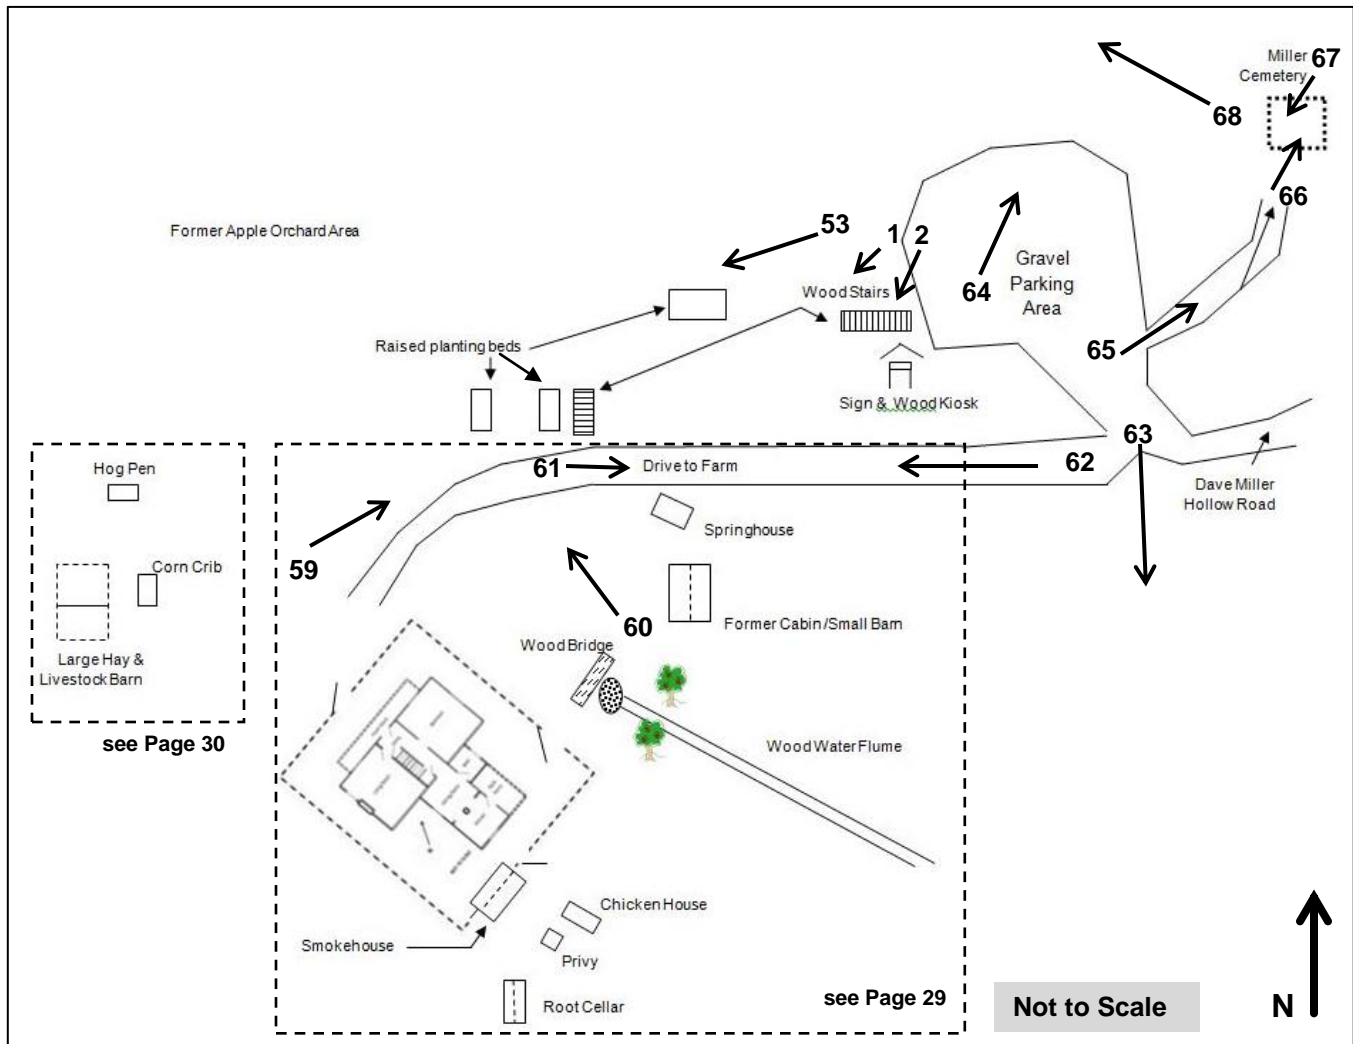 Miller 67
Cemetery
68
66
Former Apple Orchard Area
53
1 2
Wood Stairs
64
Gravel
Parking
Area
Raised planting beds
65
Sign & Wood Kiosk
63
Hog Pen
61
Drive to Farm
62
Dave Miller
Hollow Road
Springhouse
Corn Crib
59
60
Former Cabin/Small Barn
Wood Bridge
Large Hay &
Livestock Barn
see Page 30
Wood Water Flume
Chicken House
Smokehouse
Privy
Root Cellar
see Page 29
Not to Scale
N